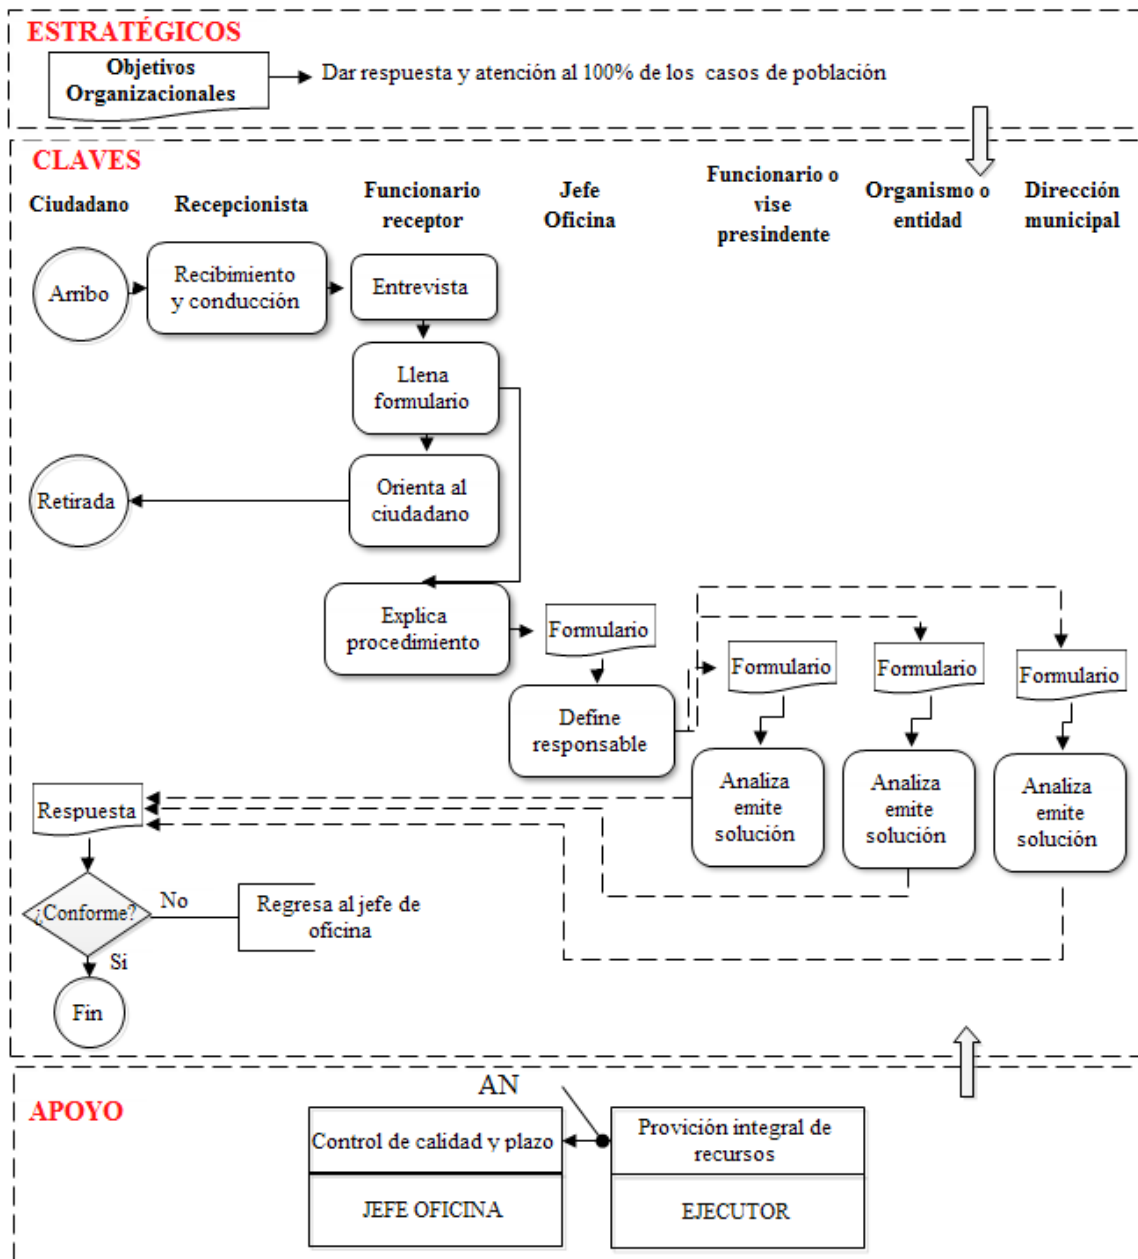 ESTRATÉGICOS
Objetivos
Organizacionales
Dar respuesta y atención al 100% de los casos de población
CLAVES
Ciudadano
Recepcionista
Funcionario
receptor
Jefe
Oficina
Funcionario o
vise
presindente
Organismo o
entidad
Dirección
municipal
Arribo
Recibimiento
y conducción
Entrevista
Llena
formulario
Retirada
Orienta al
ciudadano
Explica
procedimiento
Formulario
Formulario
Formulario
Formulario
Define
responsable
Analiza
emite
solución
Analiza
emite
solución
Analiza
emite
solución
Respuesta
¿Conforme?
No
Regresa al jefe de
oficina
Si
Fin
APOYO
AN
Control de calidad y plazo
JEFE OFICINA
Provición integral de
recursos
EJECUTOR